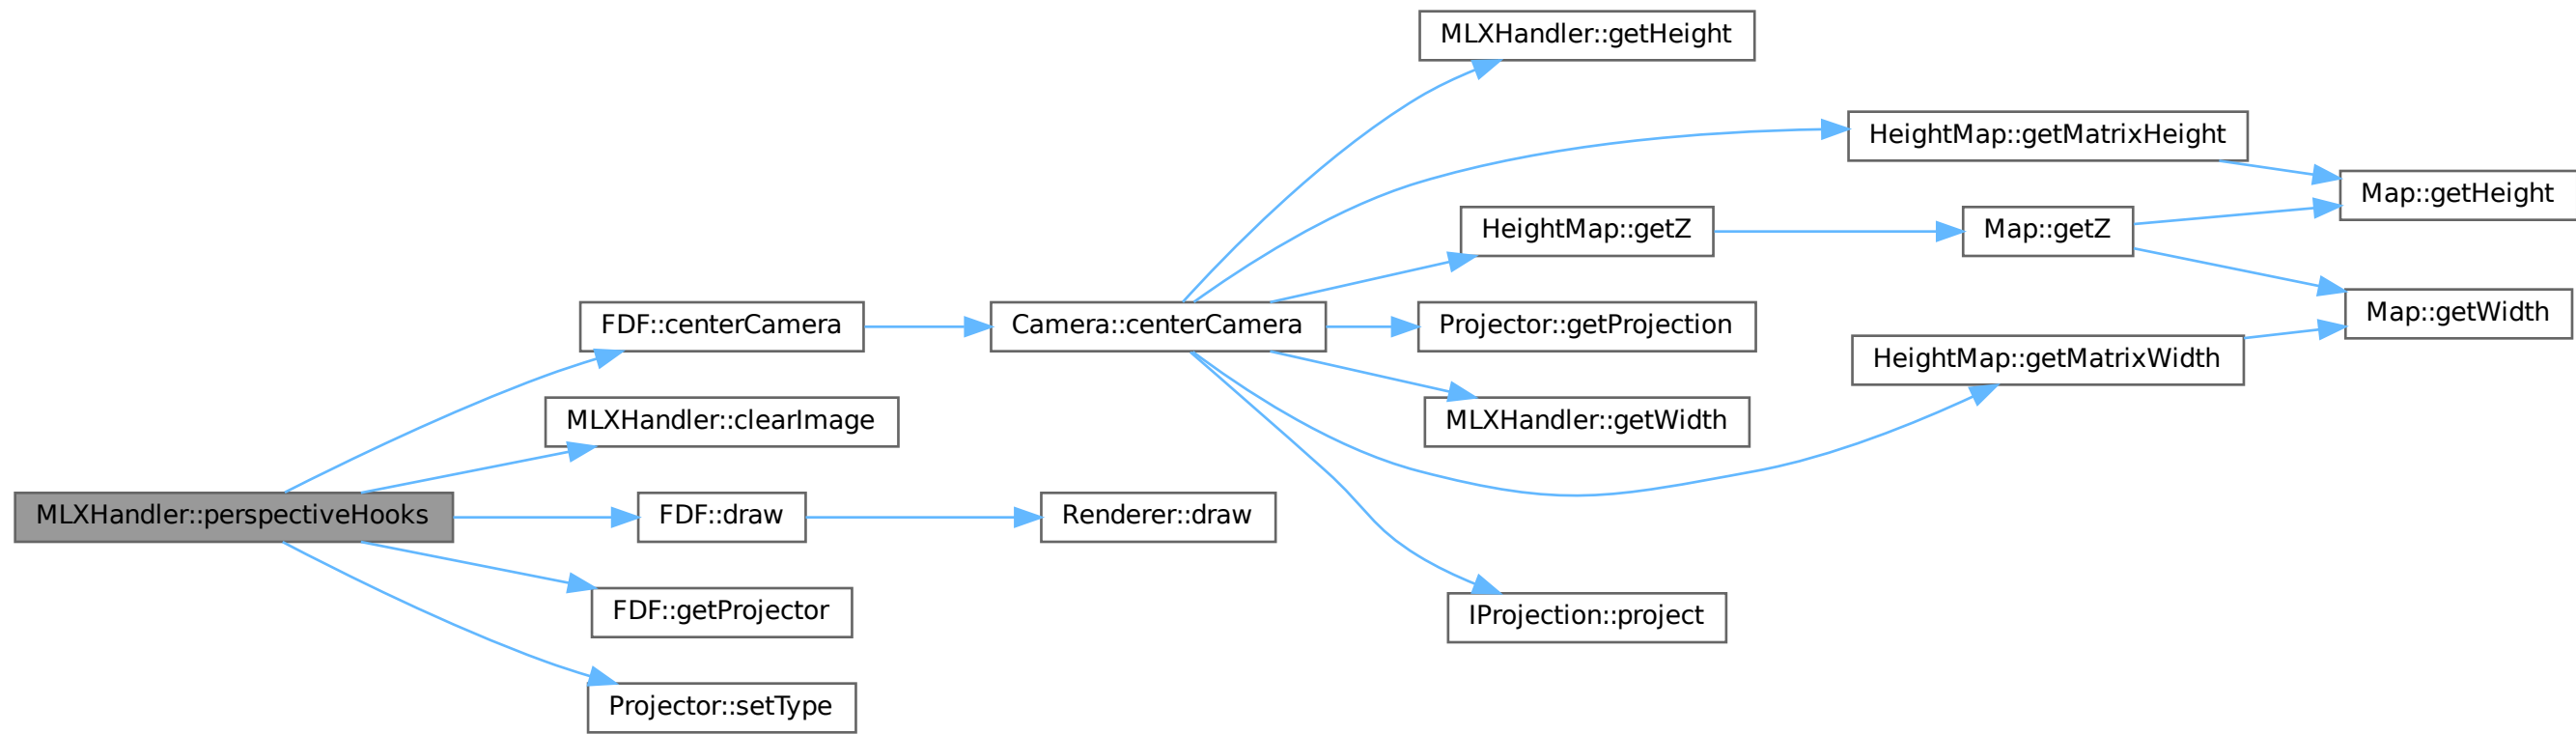 MLXHandler::perspectiveHooks
FDF::centerCamera
MLXHandler::clearImage
FDF::draw
FDF::getProjector
Projector::setType
Camera::centerCamera
Renderer::draw
MLXHandler::getHeight
HeightMap::getMatrixHeight
HeightMap::getZ
Projector::getProjection
MLXHandler::getWidth
HeightMap::getMatrixWidth
IProjection::project
Map::getZ
Map::getHeight
Map::getWidth